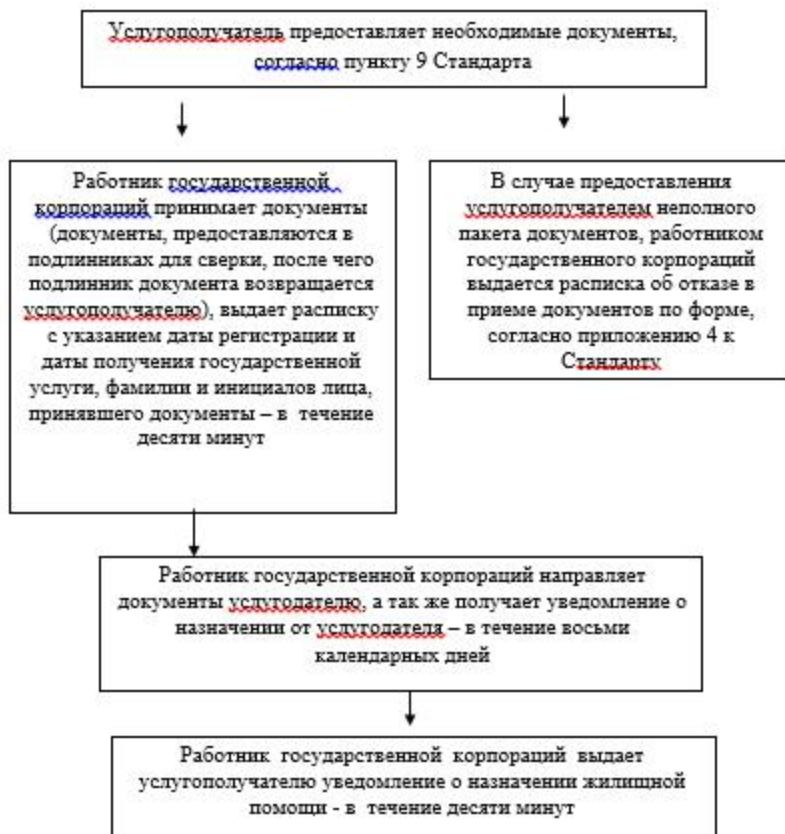 Услугополучатель предоставляет необходимые документы,
согласно пункту 9 Стандарта
Работник государственной
корпораций принимает документы
(документы, предоставляются в
подлинниках для сверки, после чего
подлинник документа возвращается
услугополучателю), выдает расписку
с указанием даты регистрации и
даты получения государственной
услуги, фамилии и инициалов лица,
принявшего документы – в течение
десяти минут
В случае предоставления
услугополучателем неполного
пакета документов, работником
государственного корпораций
выдается расписка об отказе в
приеме документов по форме,
согласно приложению 4 к
Стандарту
Работник государственной корпораций направляет
документы услугодателю, а так же получает уведомление о
назначении от услугодателя – в течение восьми
календарных дней
Работник государственной корпораций выдает
услугополучателю уведомление о назначении жилищной
помощи - в течение десяти минут